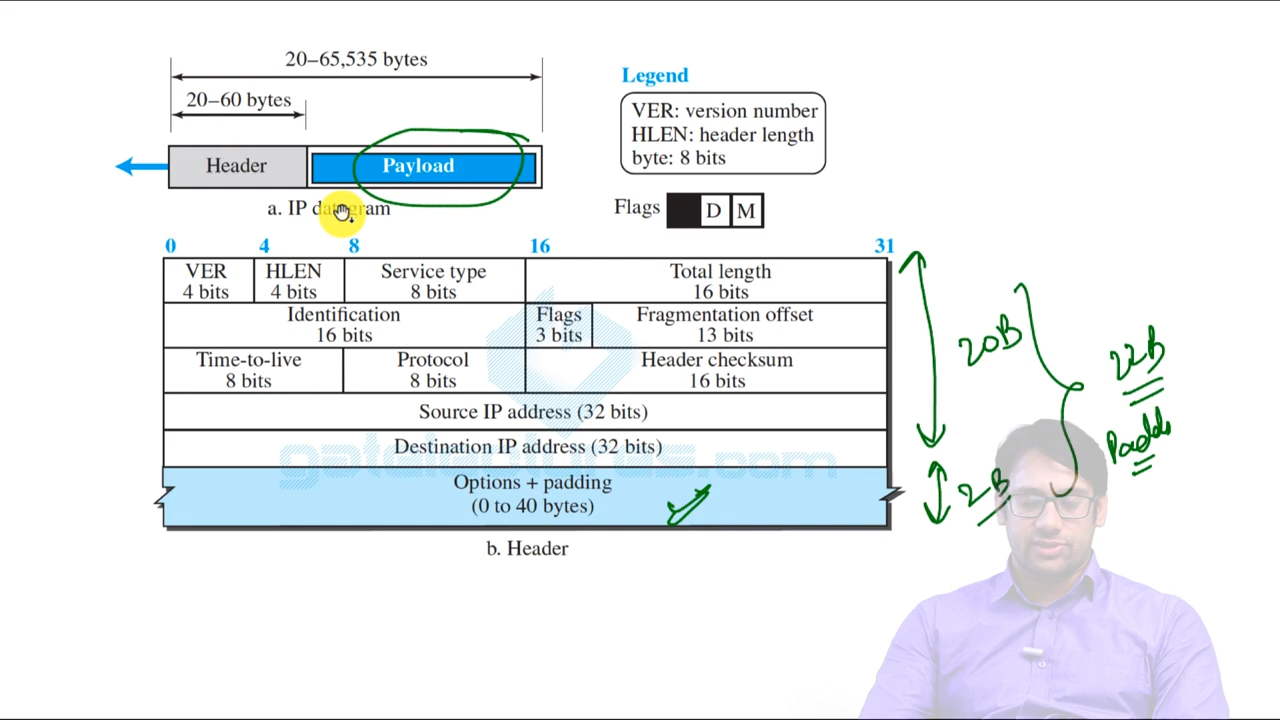 20–65,535 bytes
20–60 bytes
Header
Payload
a. IP datagram
Legend
VER: version number
HLEN: header length
byte: 8 bits
Flags D M
0 4 8 16 31
VER
4 bits
HLEN
4 bits
Service type
8 bits
Total length
16 bits
Identification
16 bits
Flags
3 bits
Fragmentation offset
13 bits
Time-to-live
8 bits
Protocol
8 bits
Header checksum
16 bits
Source IP address (32 bits)
Destination IP address (32 bits)
Options + padding
(0 to 40 bytes)
b. Header
20B
2B
22B
gatelectures.com